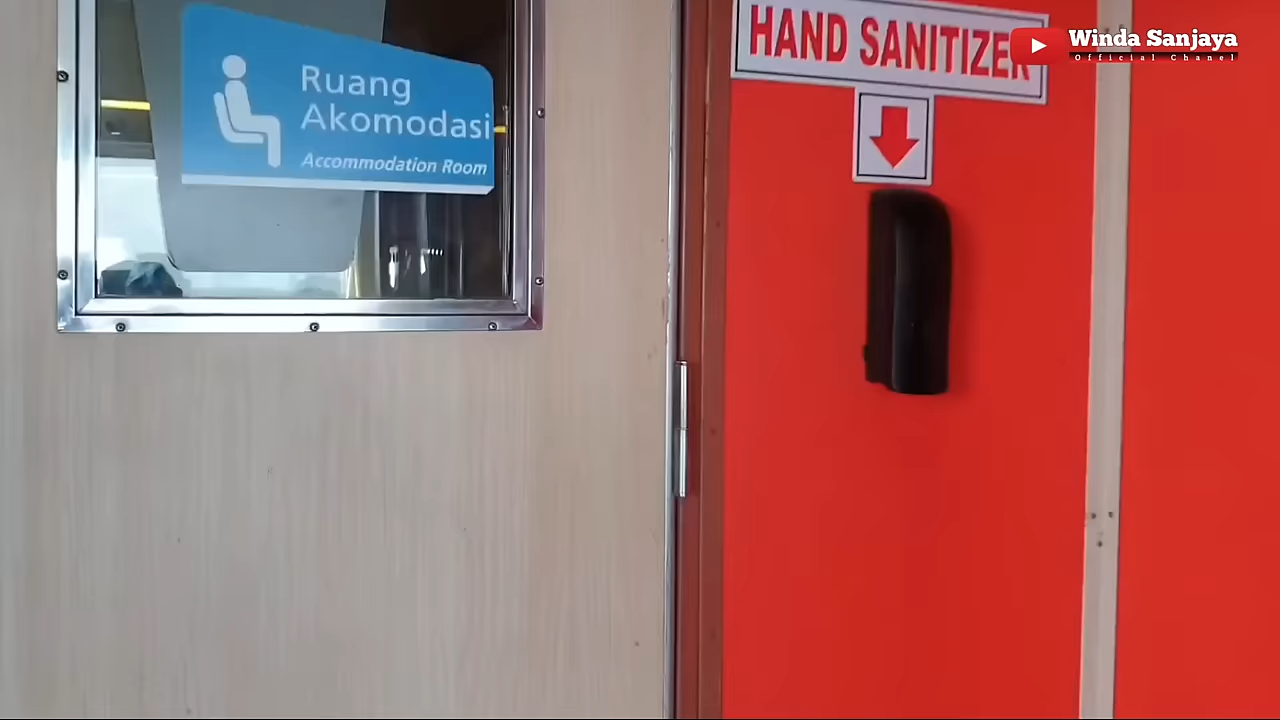 Ruang
Akomodasi
Accommodation Room
HAND SANITIZER
Winda Sanjaya
Official Chanel